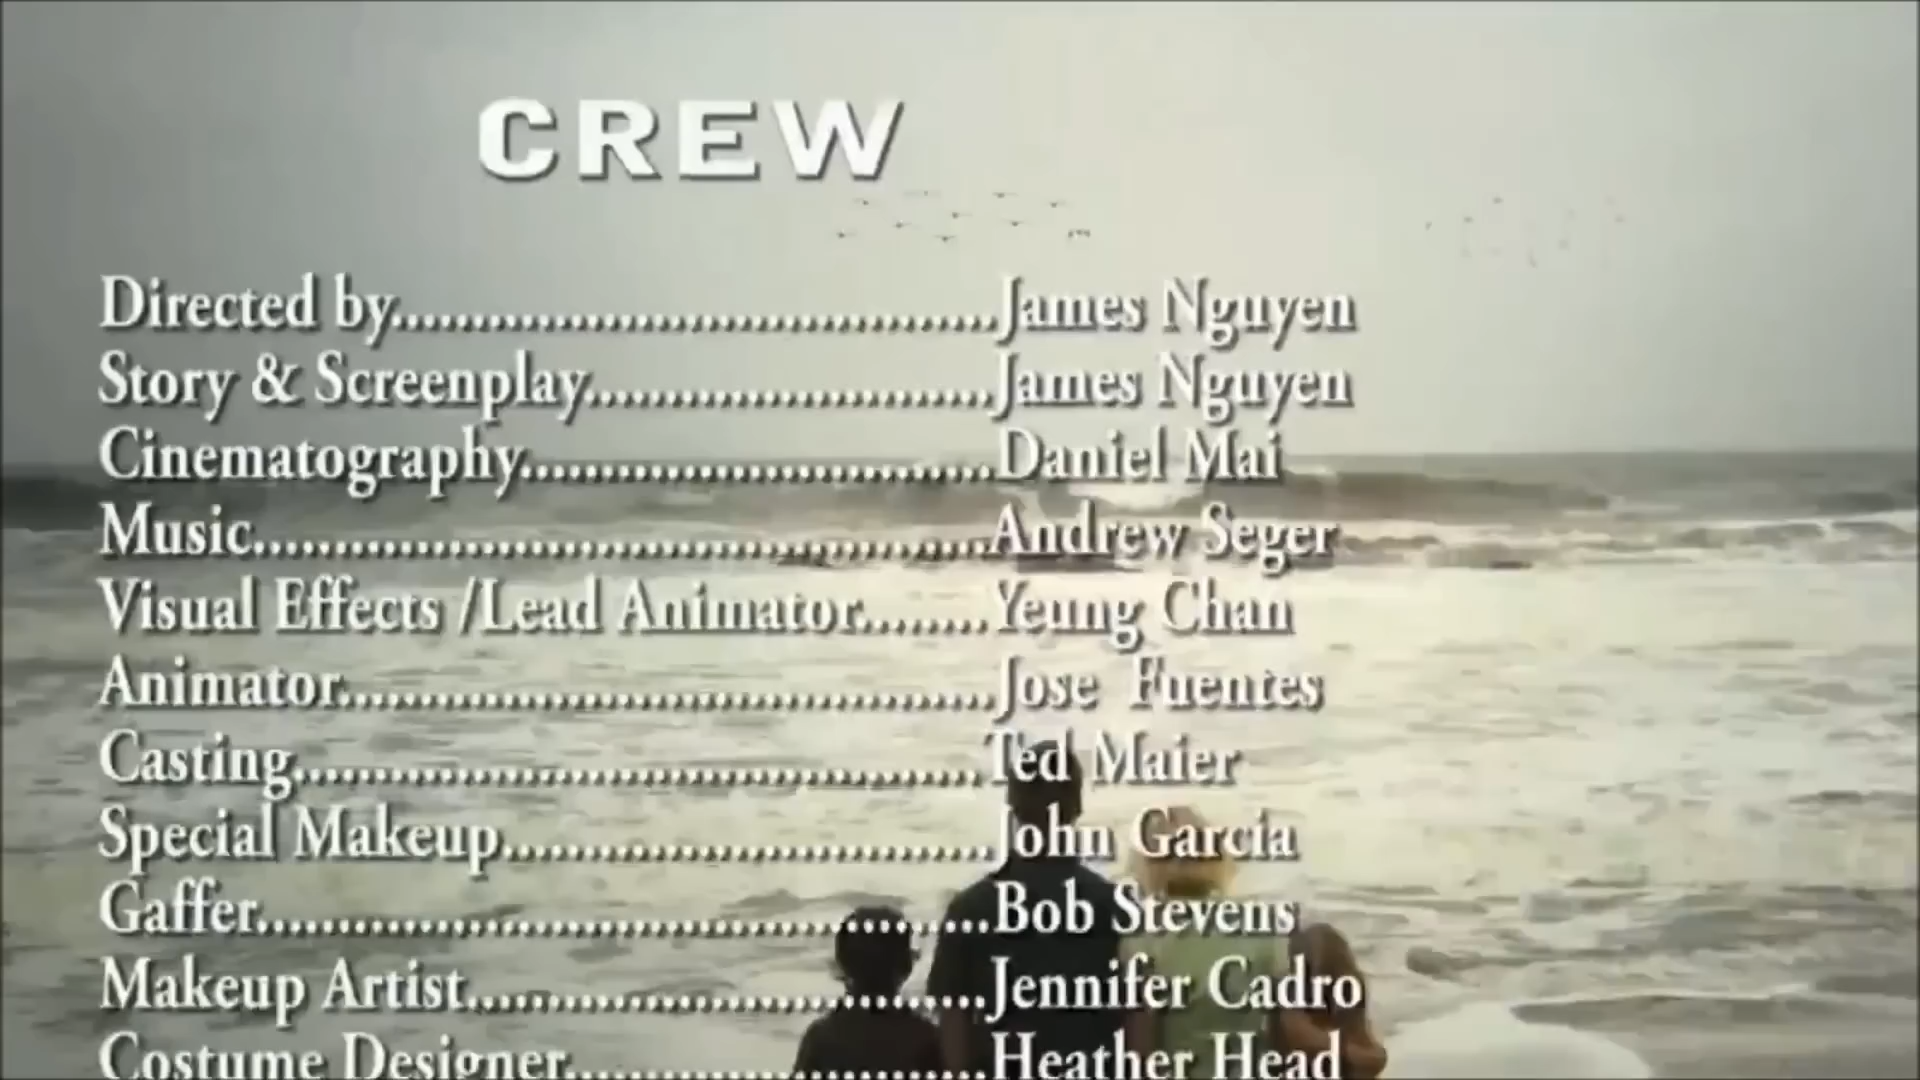 CREW
Directed by......................................James Nguyen
Story & Screenplay.........................James Nguyen
Cinematography..............................Daniel Mai
Music...............................................Andrew Seger
Visual Effects /Lead Animator........Yeung Chan
Animator.........................................Jose Fuentes
Casting............................................Ted Maier
Special Makeup...............................John Garcia
Gaffer..............................................Bob Stevens
Makeup Artist.................................Jennifer Cadro
Costume Designer...........................Heather Head